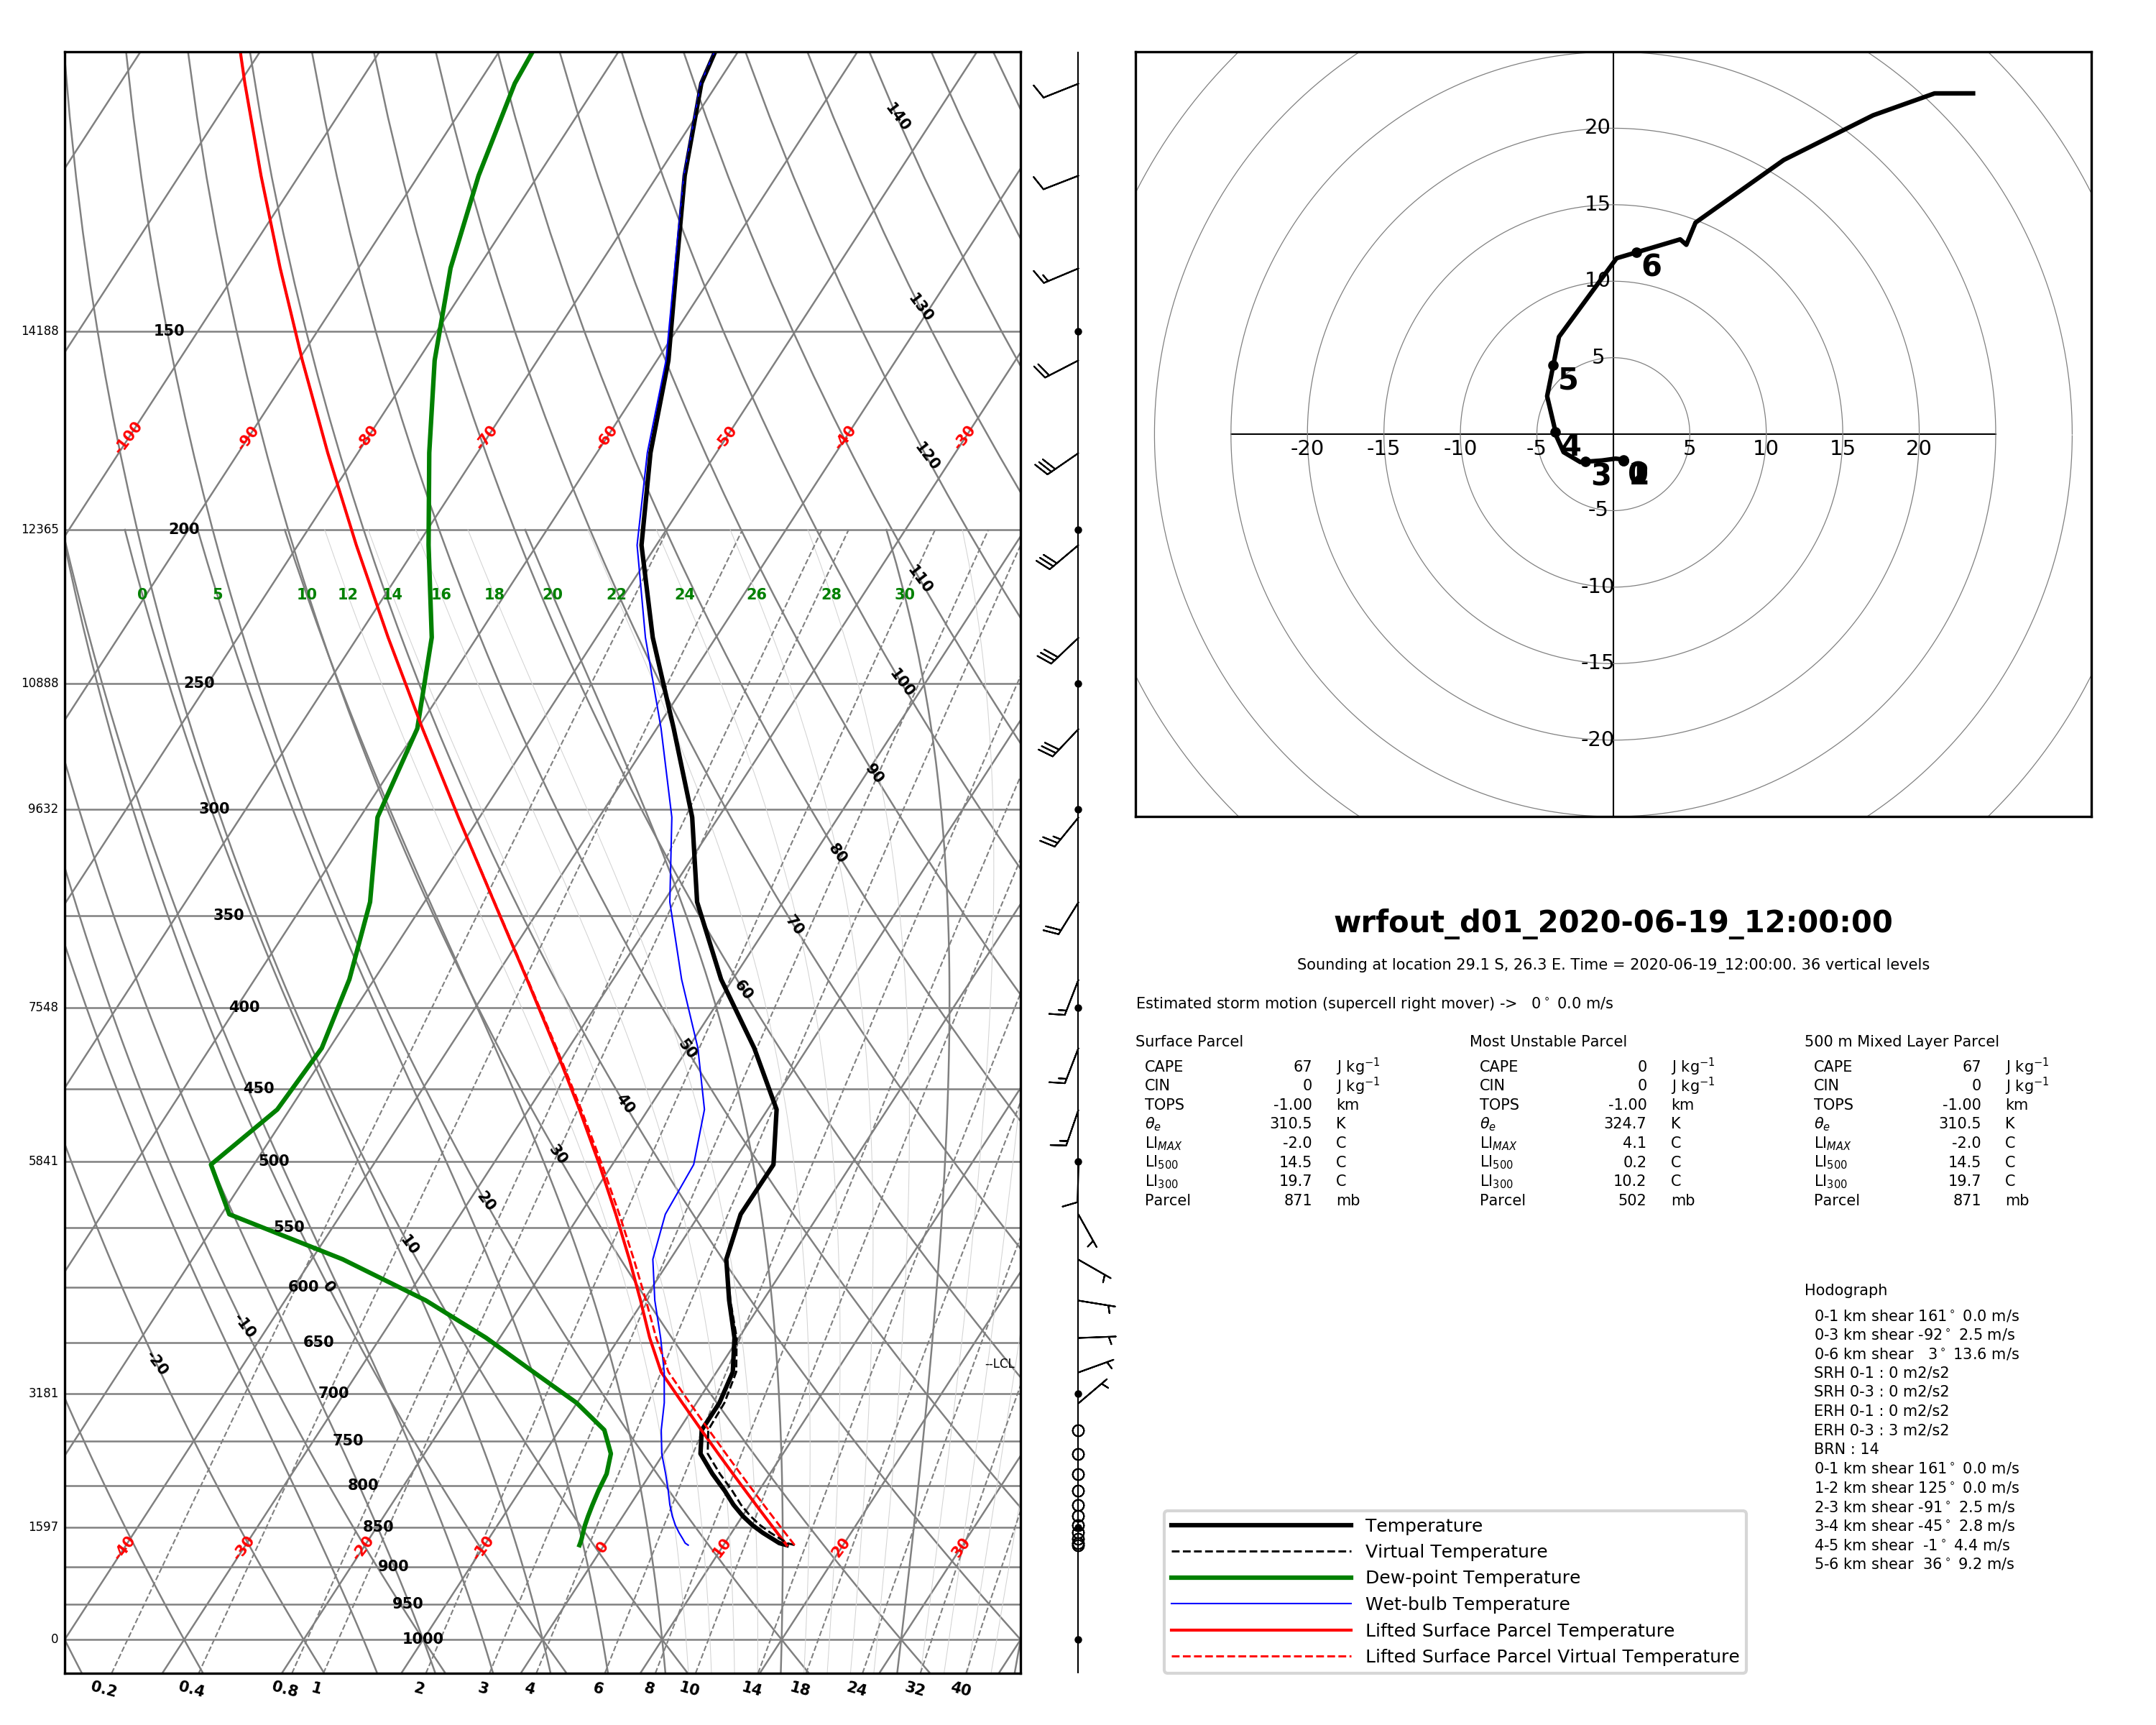 140
130
120
110
100
90
80
70
60
50
40
30
20
10
0
-10
-20
14188 150
-100 -90 -80 -70 -60 -50 -40 -30
12365 200
0 5 10 12 14 16 18 20 22 24 26 28 30
10888 250
9632 300
350
7548 400
450
5841 500
550
600
650
--LCL
3181 700
750
800
1597 850
-40 -30 -20 -10 0 10 20 30
900
950
0 1000
0.2 0.4 0.8 1 2 3 4 6 8 10 14 18 24 32 40
20
15
10
5
-5
-10
-15
-20
-20 -15 -10 -5 5 10 15 20
6
5
4
3
wrfout_d01_2020-06-19_12:00:00
Sounding at location 29.1 S, 26.3 E. Time = 2020-06-19_12:00:00. 36 vertical levels
Estimated storm motion (supercell right mover) -> 0° 0.0 m/s
Surface Parcel
CAPE 67 J kg⁻¹
CIN 0 J kg⁻¹
TOPS -1.00 km
θe 310.5 K
LIMAX -2.0 C
LI500 14.5 C
LI300 19.7 C
Parcel 871 mb
Most Unstable Parcel
CAPE 0 J kg⁻¹
CIN 0 J kg⁻¹
TOPS -1.00 km
θe 324.7 K
LIMAX 4.1 C
LI500 0.2 C
LI300 10.2 C
Parcel 502 mb
500 m Mixed Layer Parcel
CAPE 67 J kg⁻¹
CIN 0 J kg⁻¹
TOPS -1.00 km
θe 310.5 K
LIMAX -2.0 C
LI500 14.5 C
LI300 19.7 C
Parcel 871 mb
Hodograph
0-1 km shear 161° 0.0 m/s
0-3 km shear -92° 2.5 m/s
0-6 km shear 3° 13.6 m/s
SRH 0-1 : 0 m2/s2
SRH 0-3 : 0 m2/s2
ERH 0-1 : 0 m2/s2
ERH 0-3 : 3 m2/s2
BRN : 14
0-1 km shear 161° 0.0 m/s
1-2 km shear 125° 0.0 m/s
2-3 km shear -91° 2.5 m/s
3-4 km shear -45° 2.8 m/s
4-5 km shear -1° 4.4 m/s
5-6 km shear 36° 9.2 m/s
Temperature
Virtual Temperature
Dew-point Temperature
Wet-bulb Temperature
Lifted Surface Parcel Temperature
Lifted Surface Parcel Virtual Temperature